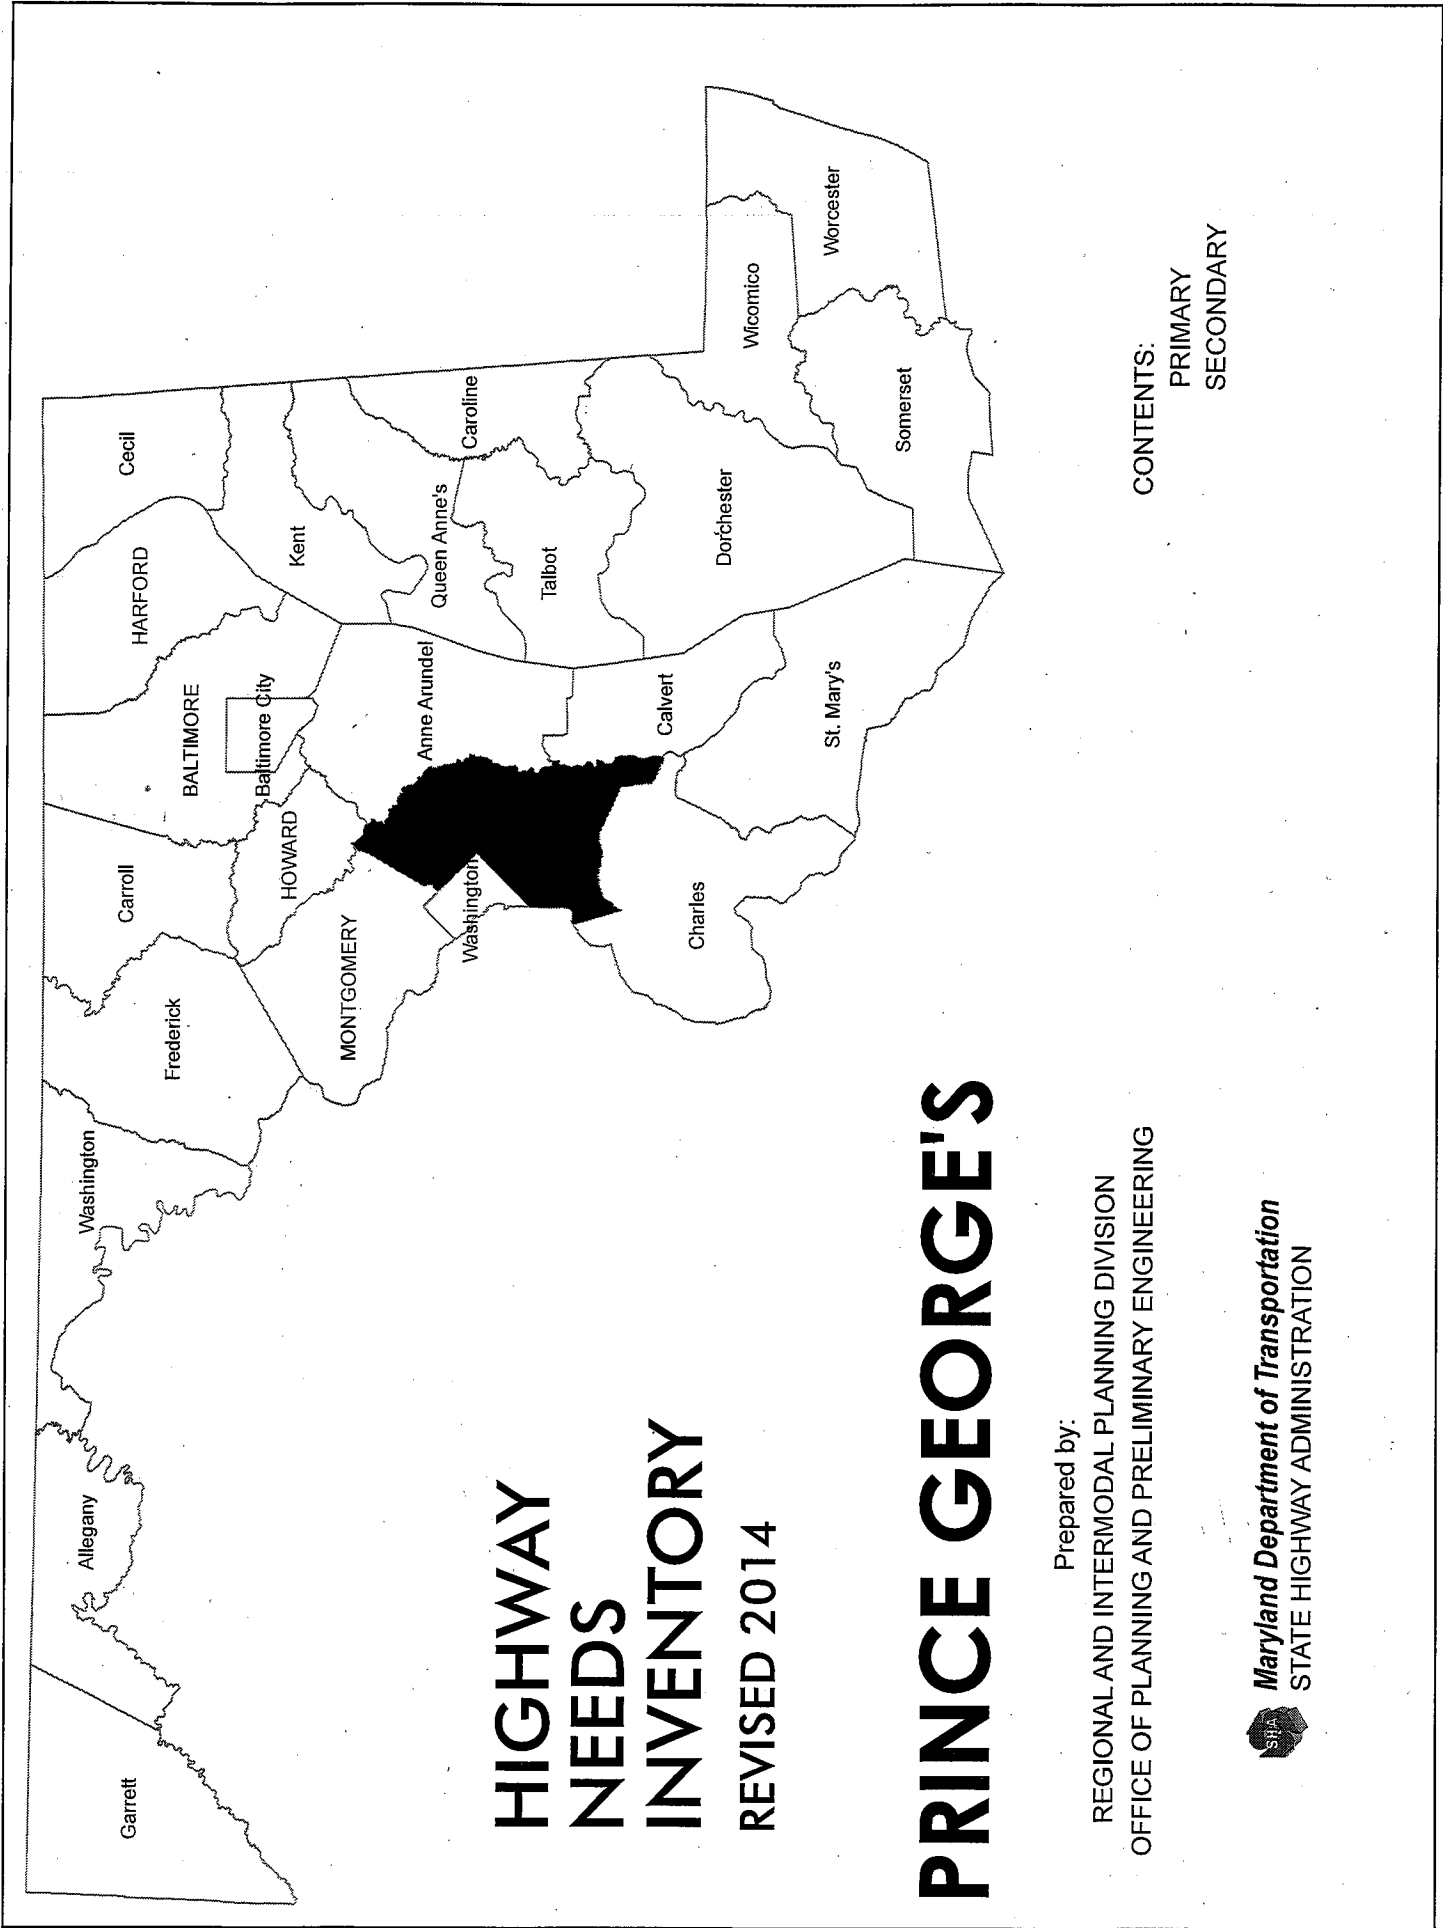 Garrett
Allegany
Washington
Frederick
Carroll
BALTIMORE
HARFORD
Cecil
Baltimore City
HOWARD
MONTGOMERY
Kent
Anne Arundel
Queen Anne's
Caroline
Washington
Talbot
Calvert
Charles
Dorchester
Wicomico
St. Mary's
Worcester
Somerset
HIGHWAY
NEEDS
INVENTORY
REVISED 2014
PRINCE GEORGE'S
Prepared by:
REGIONAL AND INTERMODAL PLANNING DIVISION
OFFICE OF PLANNING AND PRELIMINARY ENGINEERING
SHA
Maryland Department of Transportation
STATE HIGHWAY ADMINISTRATION
CONTENTS:
PRIMARY
SECONDARY